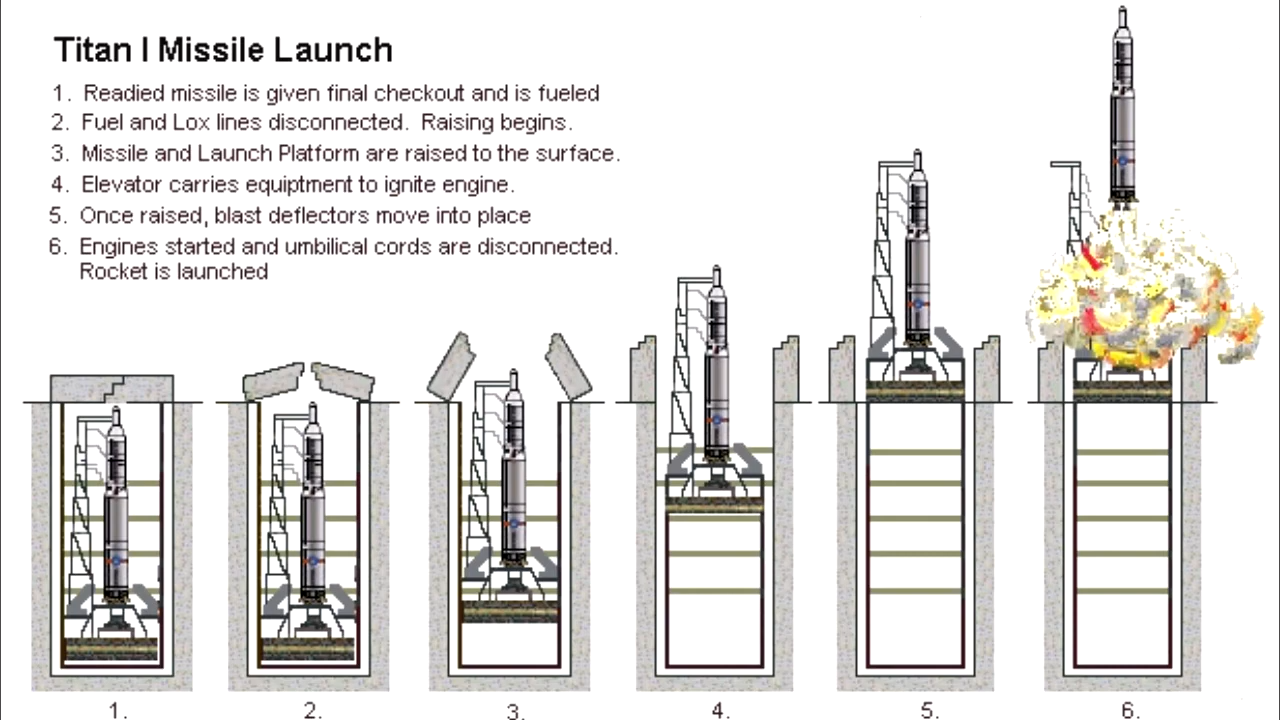 Titan I Missile Launch
1. Readied missile is given final checkout and is fueled
2. Fuel and Lox lines disconnected. Raising begins.
3. Missile and Launch Platform are raised to the surface.
4. Elevator carries equiptment to ignite engine.
5. Once raised, blast deflectors move into place
6. Engines started and umbilical cords are disconnected.
Rocket is launched
1. 2. 3. 4. 5. 6.